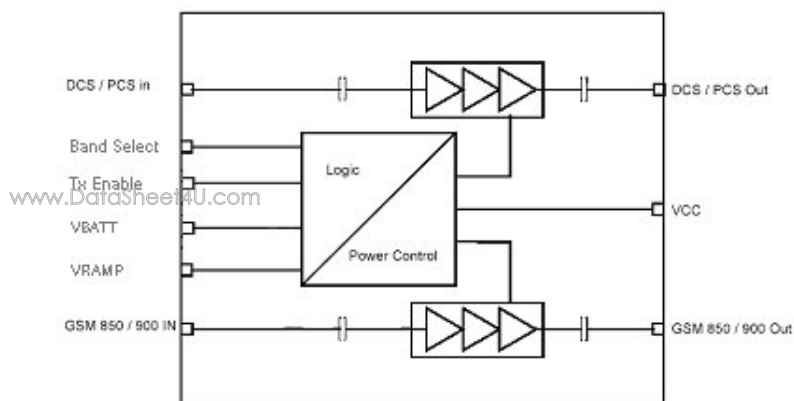 DCS / PCS in
DCS / PCS Out
Band Select
Logic
Tx Enable
www.DataSheet4U.com
VCC
VBATT
Power Control
VRAMP
GSM 850 / 900 IN
GSM 850 / 900 Out